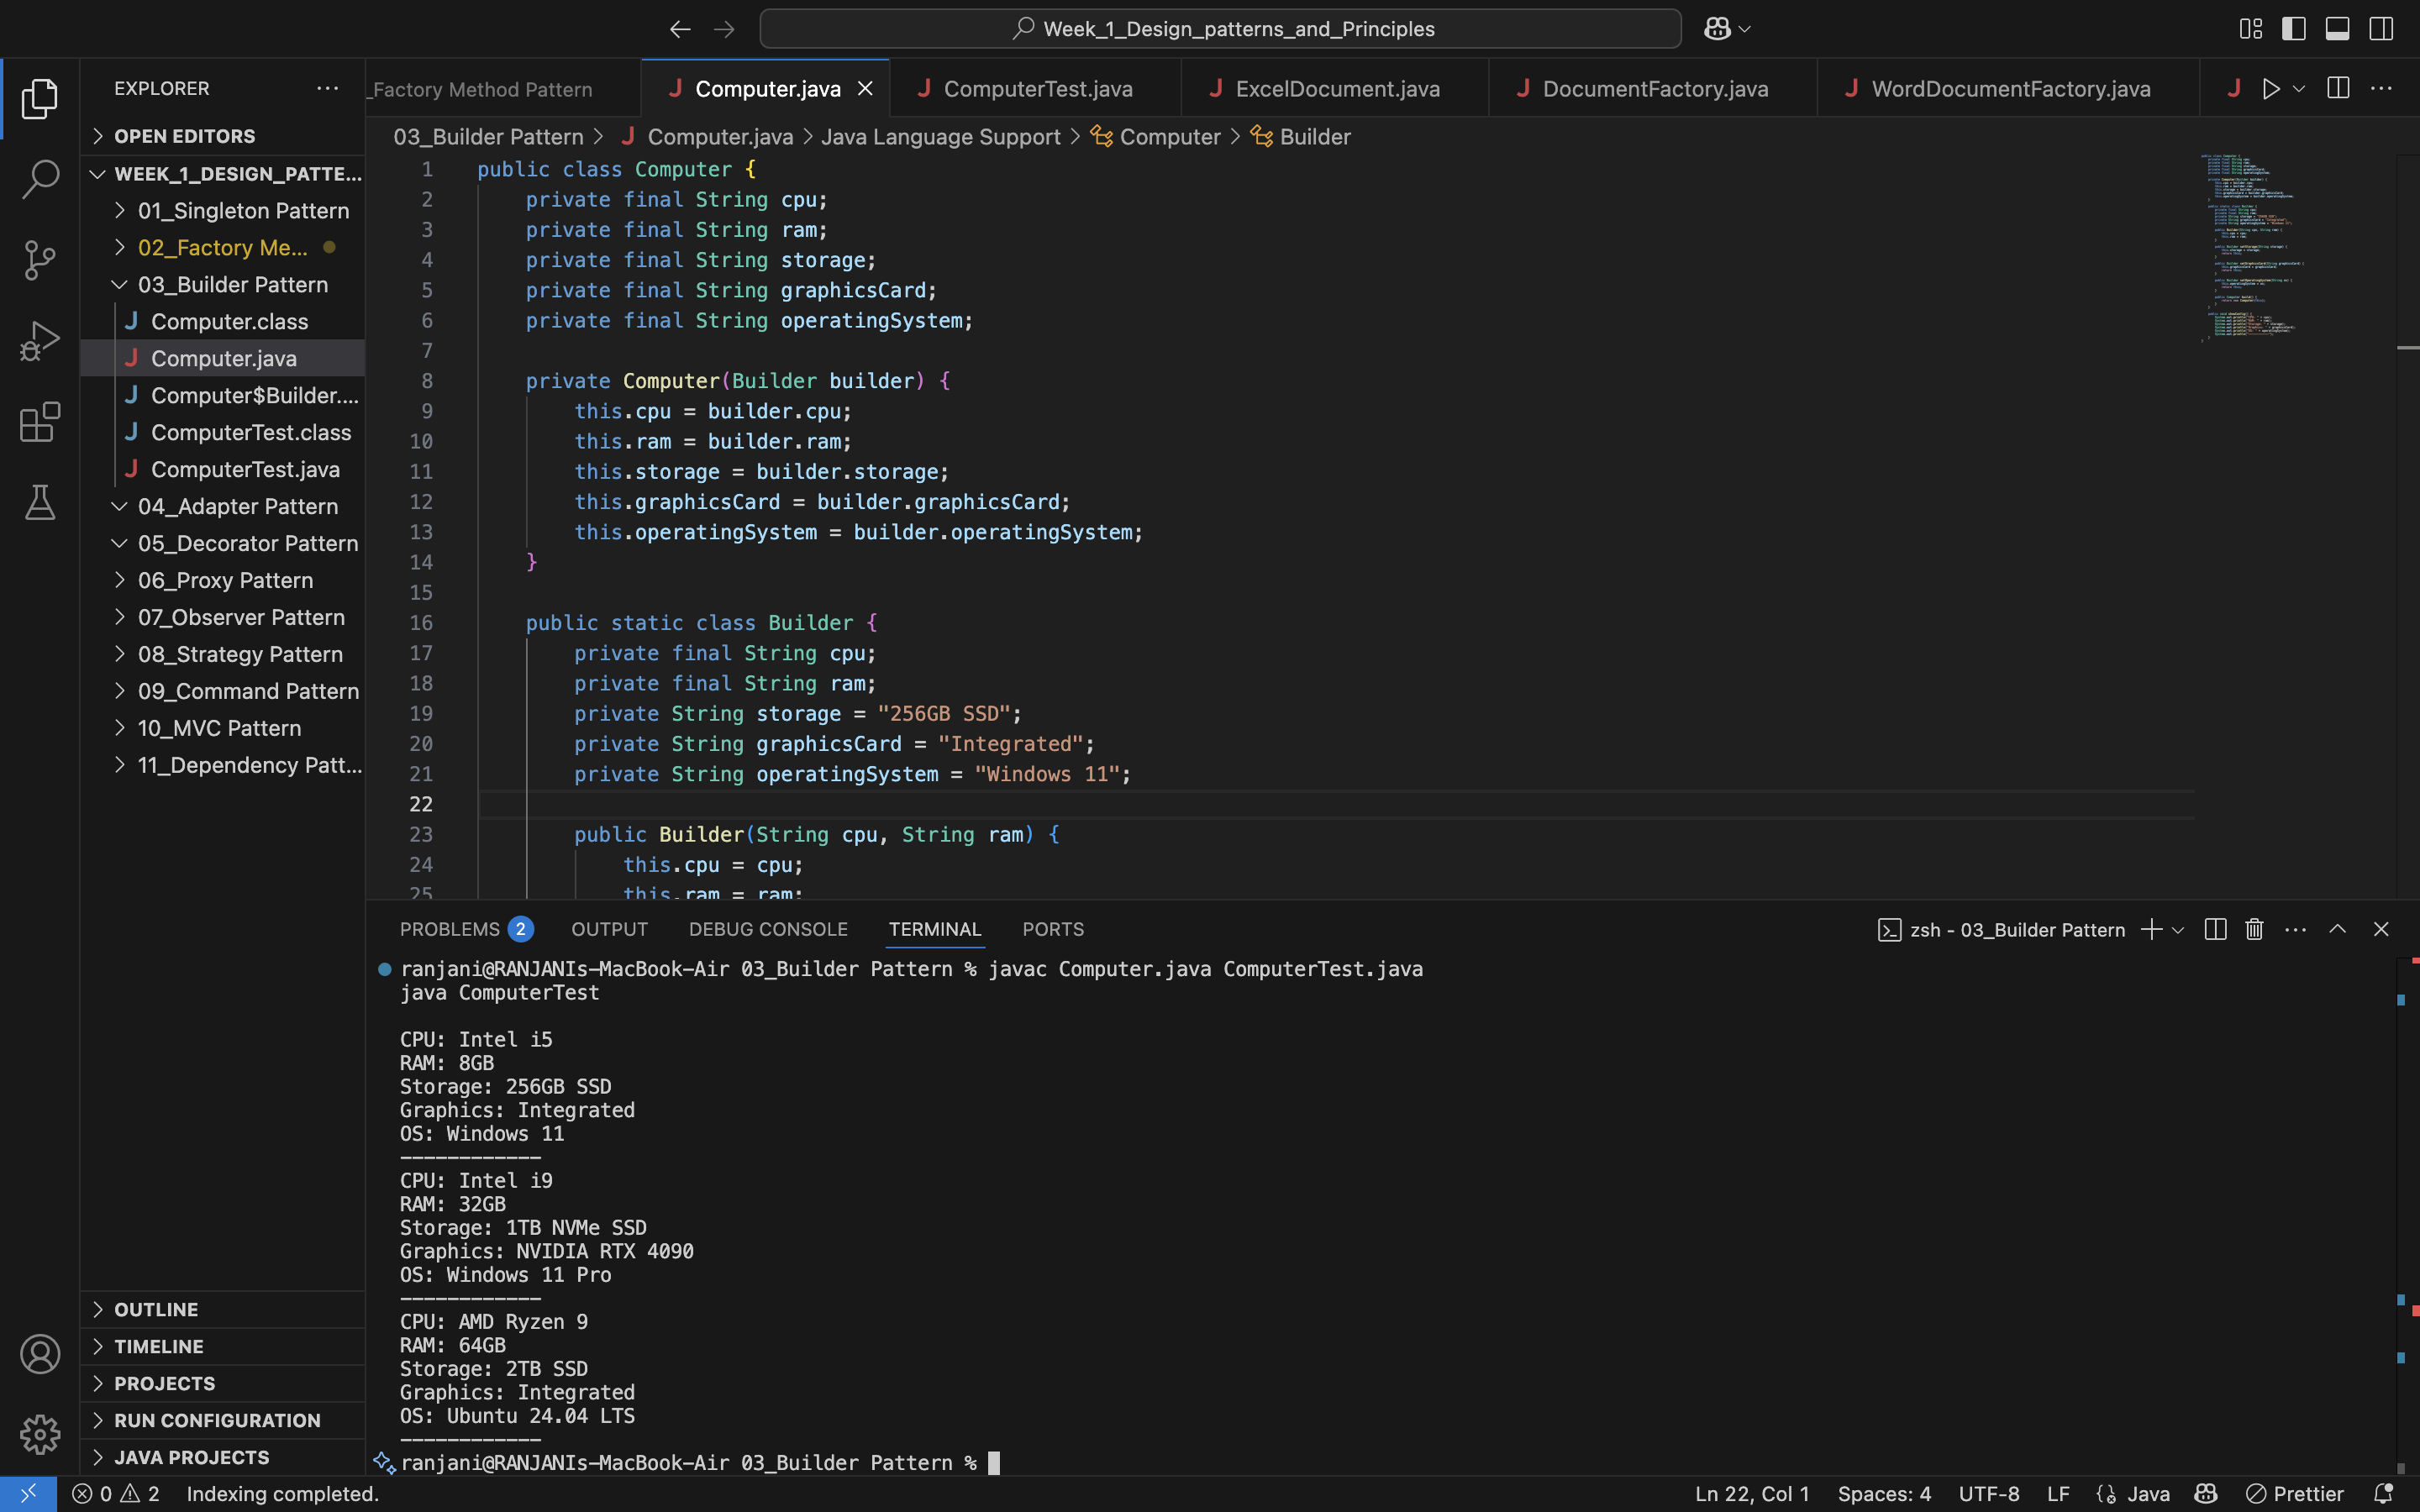 Week_1_Design_patterns_and_Principles
EXPLORER
OPEN EDITORS
WEEK_1_DESIGN_PATTE...
01_Singleton Pattern
02_Factory Me...
03_Builder Pattern
Computer.class
Computer.java
Computer$Builder....
ComputerTest.class
ComputerTest.java
04_Adapter Pattern
05_Decorator Pattern
06_Proxy Pattern
07_Observer Pattern
08_Strategy Pattern
09_Command Pattern
10_MVC Pattern
11_Dependency Patt...
OUTLINE
TIMELINE
PROJECTS
RUN CONFIGURATION
JAVA PROJECTS
_Factory Method Pattern
Computer.java
ComputerTest.java
ExcelDocument.java
DocumentFactory.java
WordDocumentFactory.java
03_Builder Pattern > Computer.java > Java Language Support > Computer > Builder
1 public class Computer {
2 private final String cpu;
3 private final String ram;
4 private final String storage;
5 private final String graphicsCard;
6 private final String operatingSystem;
7
8 private Computer(Builder builder) {
9 this.cpu = builder.cpu;
10 this.ram = builder.ram;
11 this.storage = builder.storage;
12 this.graphicsCard = builder.graphicsCard;
13 this.operatingSystem = builder.operatingSystem;
14 }
15
16 public static class Builder {
17 private final String cpu;
18 private final String ram;
19 private String storage = "256GB SSD";
20 private String graphicsCard = "Integrated";
21 private String operatingSystem = "Windows 11";
22
23 public Builder(String cpu, String ram) {
24 this.cpu = cpu;
25 this.ram = ram;
PROBLEMS 2 OUTPUT DEBUG CONSOLE TERMINAL PORTS
zsh - 03_Builder Pattern
ranjani@RANJANIs-MacBook-Air 03_Builder Pattern % javac Computer.java ComputerTest.java
java ComputerTest
CPU: Intel i5
RAM: 8GB
Storage: 256GB SSD
Graphics: Integrated
OS: Windows 11
------------
CPU: Intel i9
RAM: 32GB
Storage: 1TB NVMe SSD
Graphics: NVIDIA RTX 4090
OS: Windows 11 Pro
------------
CPU: AMD Ryzen 9
RAM: 64GB
Storage: 2TB SSD
Graphics: Integrated
OS: Ubuntu 24.04 LTS
------------
ranjani@RANJANIs-MacBook-Air 03_Builder Pattern %
0 2 Indexing completed.
Ln 22, Col 1 Spaces: 4 UTF-8 LF Java Prettier